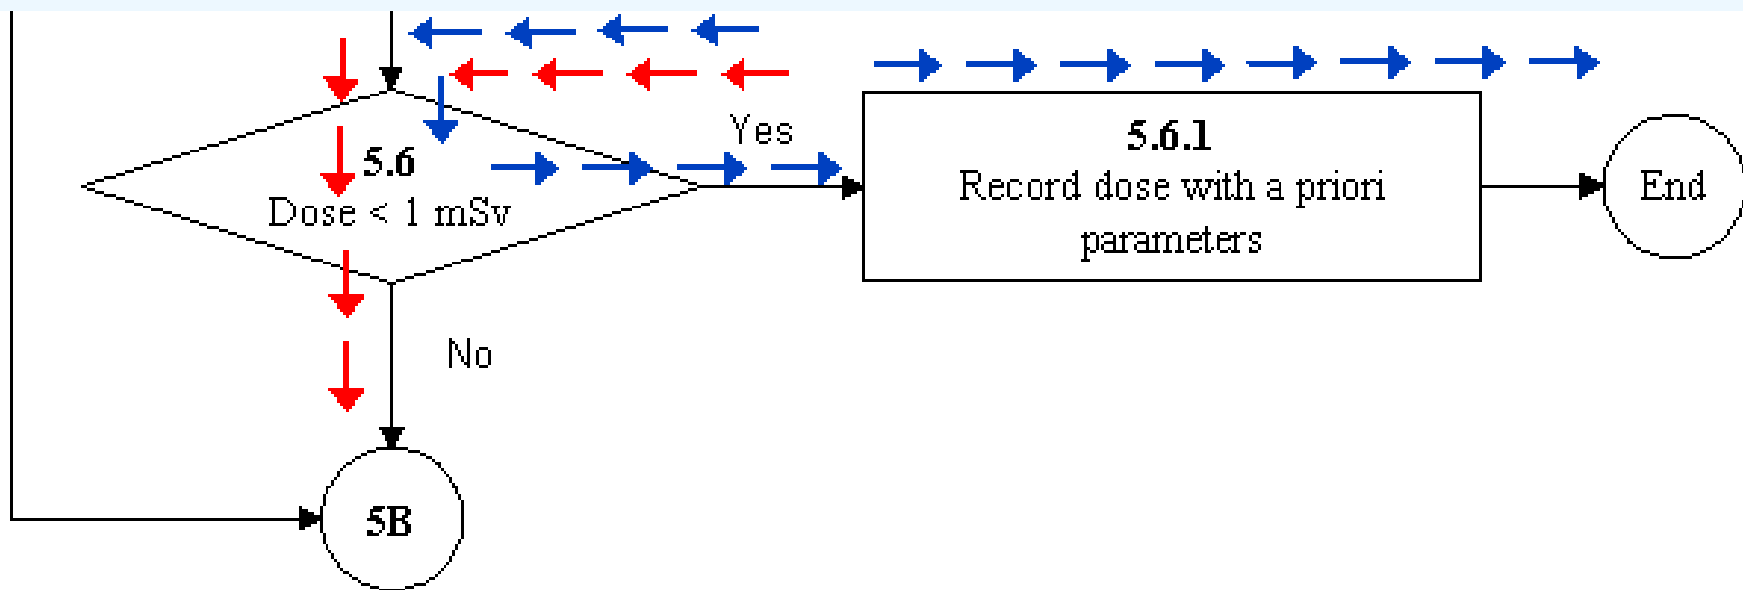 Yes
5.6
Dose < 1 mSv
5.6.1
Record dose with a priori
parameters
End
No
5B